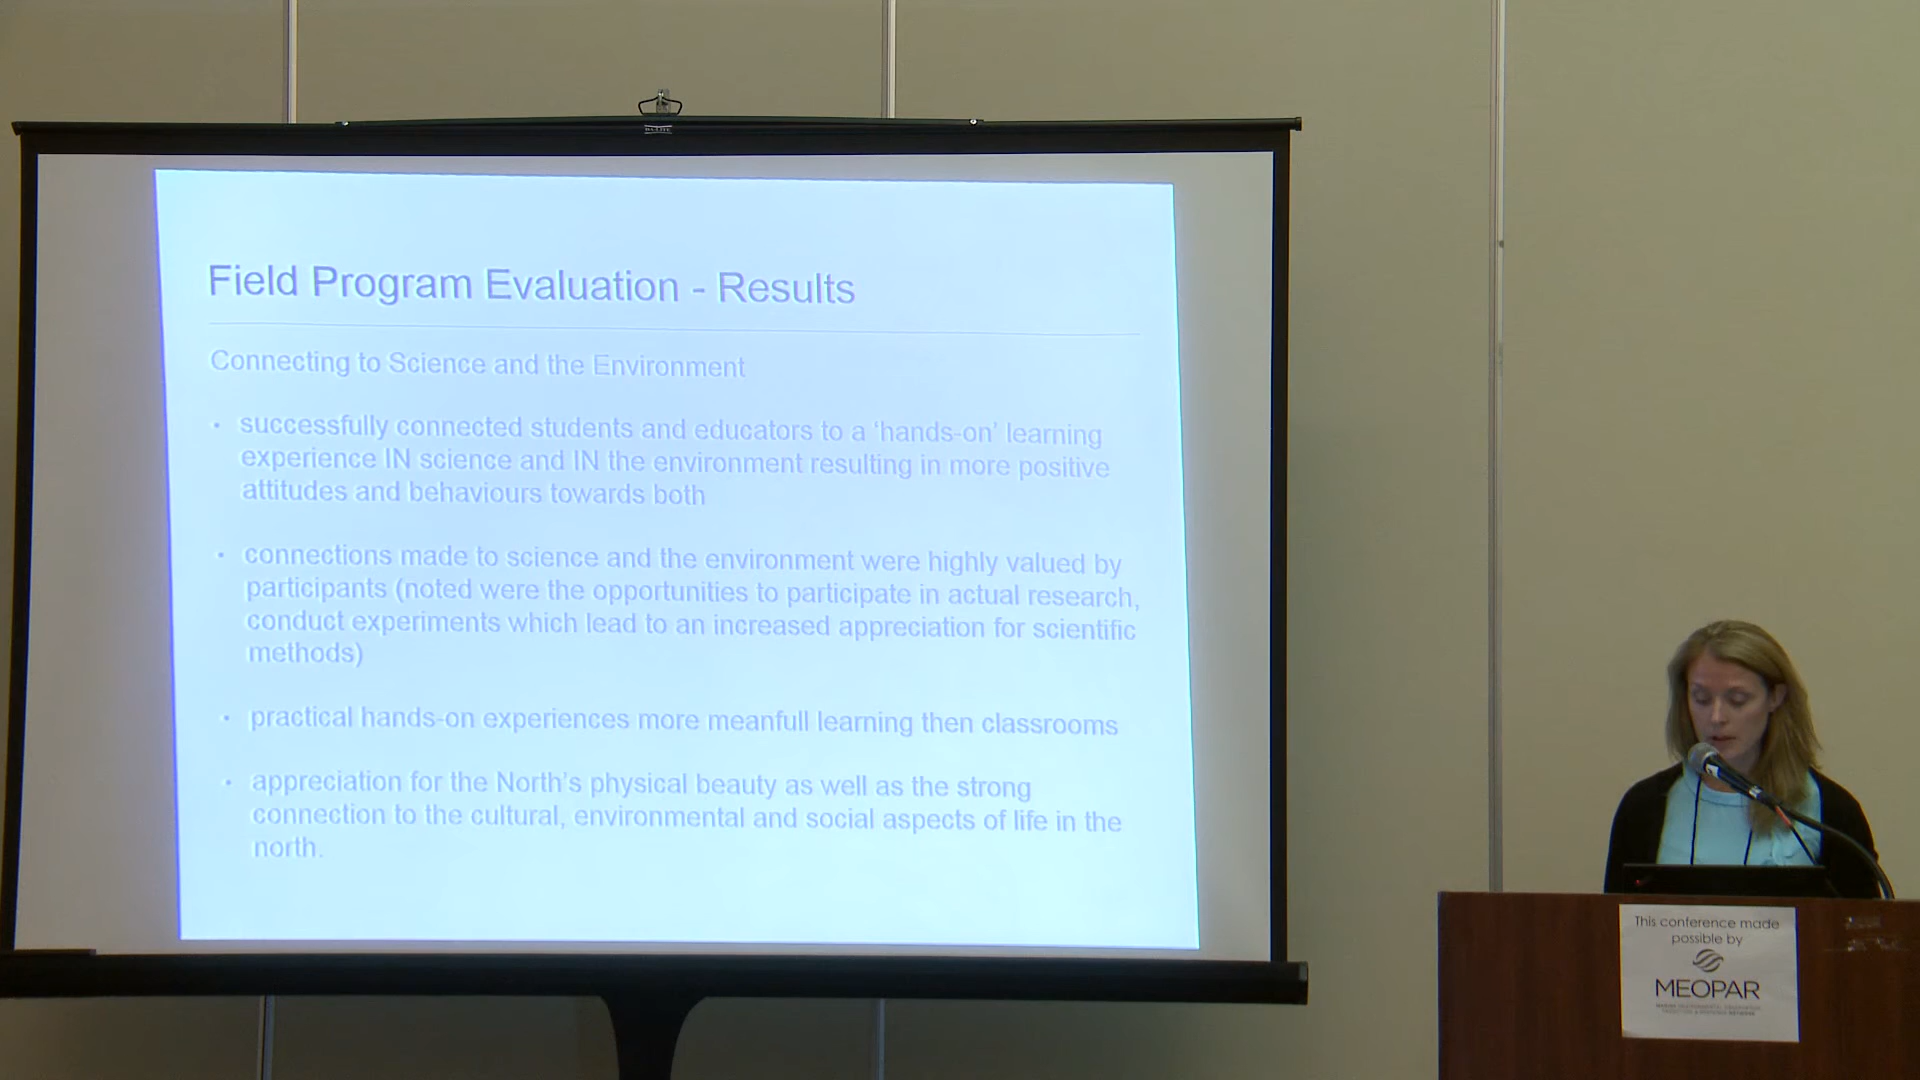 Field Program Evaluation - Results
Connecting to Science and the Environment
• successfully connected students and educators to a ‘hands-on’ learning
experience IN science and IN the environment resulting in more positive
attitudes and behaviours towards both
• connections made to science and the environment were highly valued by
participants (noted were the opportunities to participate in actual research,
conduct experiments which lead to an increased appreciation for scientific
methods)
• practical hands-on experiences more meanfull learning then classrooms
• appreciation for the North’s physical beauty as well as the strong
connection to the cultural, environmental and social aspects of life in the
north.
This conference made
possible by
MEOPAR